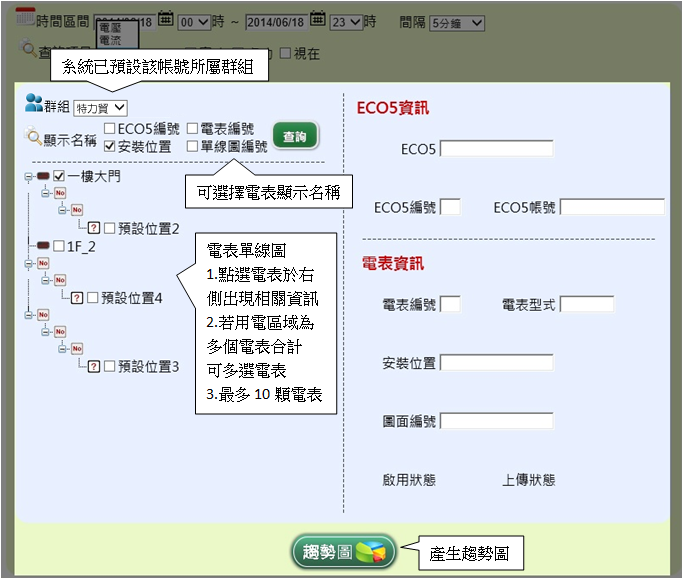 時間區間 2014/06/18 00 時 ~ 2014/06/18 23 時 間隔 5分鐘
電壓
電流
視在
系統已預設該帳號所屬群組
群組 特力貿
顯示名稱 ECO5編號 電表編號
安裝位置 單線圖編號
查詢
可選擇電表顯示名稱
一樓大門
No
No
? 預設位置2
1F_2
No
No
? 預設位置4
No
No
No
? 預設位置3
電表單線圖
1.點選電表於右
側出現相關資訊
2.若用電區域為
多個電表合計
可多選電表
3.最多 10 顆電表
ECO5資訊
ECO5
ECO5編號 ECO5帳號
電表資訊
電表編號 電表型式
安裝位置
圖面編號
啟用狀態 上傳狀態
趨勢圖
產生趨勢圖